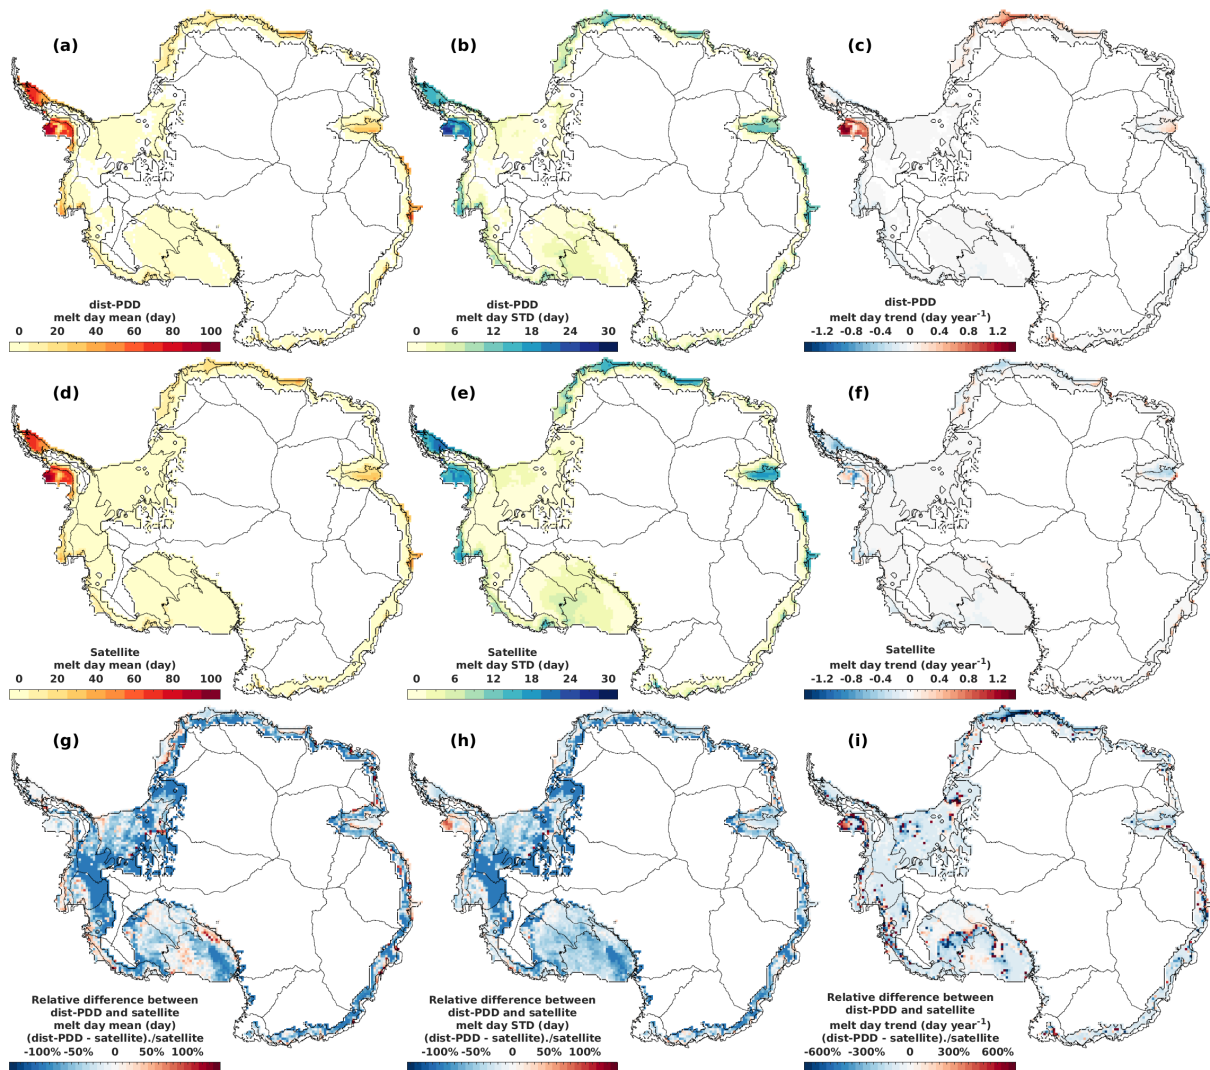 (a)
(b)
(c)
dist-PDD
melt day mean (day)
0 20 40 60 80 100
dist-PDD
melt day STD (day)
0 6 12 18 24 30
dist-PDD
melt day trend (day year-1)
-1.2 -0.8 -0.4 0 0.4 0.8 1.2
(d)
(e)
(f)
Satellite
melt day mean (day)
0 20 40 60 80 100
Satellite
melt day STD (day)
0 6 12 18 24 30
Satellite
melt day trend (day year-1)
-1.2 -0.8 -0.4 0 0.4 0.8 1.2
(g)
(h)
(i)
Relative difference between
dist-PDD and satellite
melt day mean (day)
(dist-PDD - satellite)./satellite
-100% -50% 0 50% 100%
Relative difference between
dist-PDD and satellite
melt day STD (day)
(dist-PDD - satellite)./satellite
-100% -50% 0 50% 100%
Relative difference between
dist-PDD and satellite
melt day trend (day year-1)
(dist-PDD - satellite)./satellite
-600% -300% 0 300% 600%